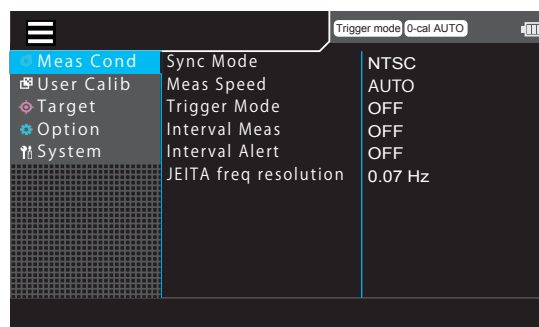 Trigger mode 0-cal AUTO
Meas Cond Sync Mode NTSC
User Calib Meas Speed AUTO
Target Trigger Mode OFF
Option Interval Meas OFF
System Interval Alert OFF
JEITA freq resolution 0.07 Hz